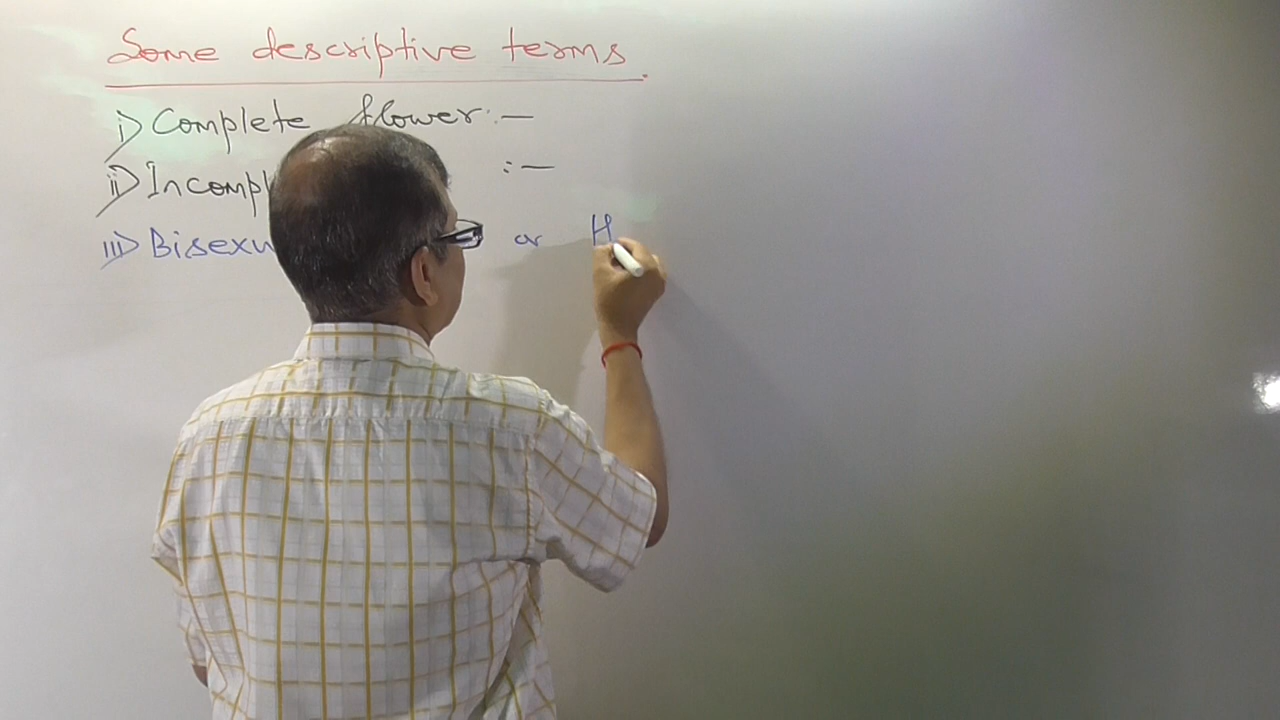 Some descriptive terms.
i) Complete flower :-
ii) Incompl :-
iii) Bisexu or H